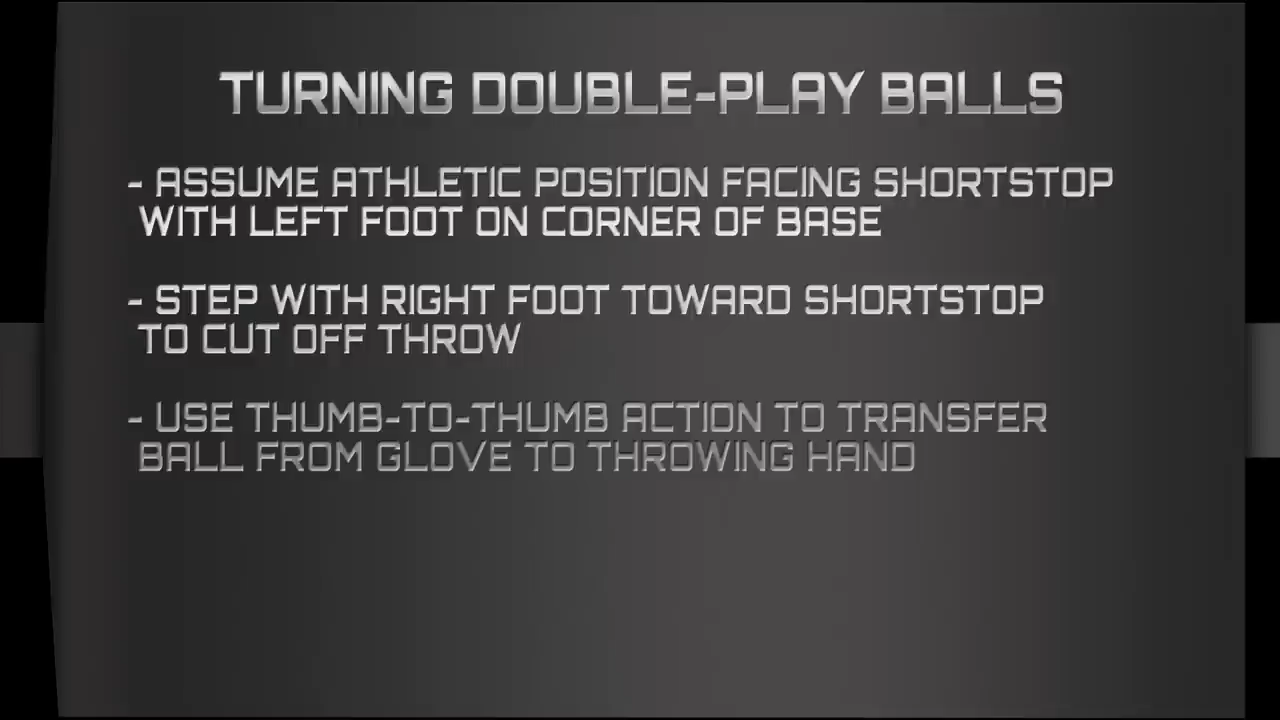 TURNING DOUBLE-PLAY BALLS
- ASSUME ATHLETIC POSITION FACING SHORTSTOP
WITH LEFT FOOT ON CORNER OF BASE
- STEP WITH RIGHT FOOT TOWARD SHORTSTOP
TO CUT OFF THROW
- USE THUMB-TO-THUMB ACTION TO TRANSFER
BALL FROM GLOVE TO THROWING HAND